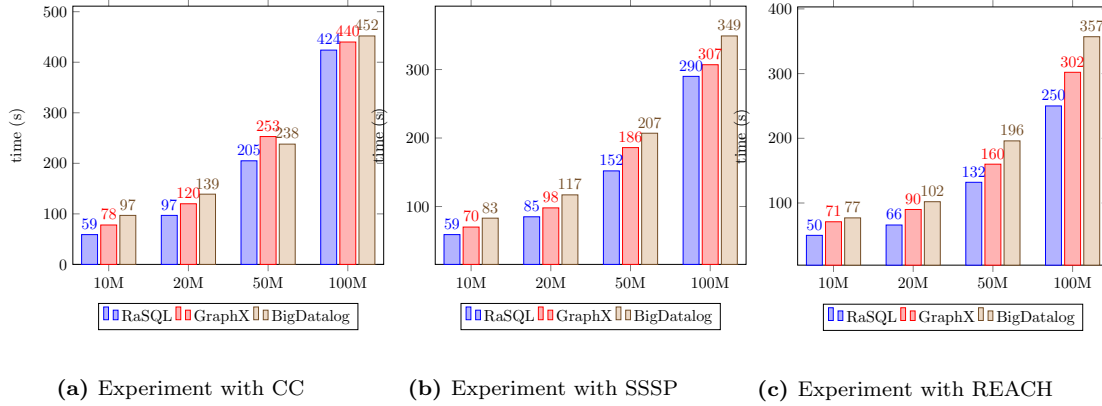 500
400
300
200
100
0
time (s)
59
78
97
97
120
139
205
253
238
424
440
452
10M
20M
50M
100M
RaSQL GraphX BigDatalog
(a) Experiment with CC
300
200
100
time (s)
59
70
83
85
98
117
152
186
207
290
307
349
10M
20M
50M
100M
RaSQL GraphX BigDatalog
(b) Experiment with SSSP
400
300
200
100
time (s)
50
71
77
66
90
102
132
160
196
250
302
357
10M
20M
50M
100M
RaSQL GraphX BigDatalog
(c) Experiment with REACH